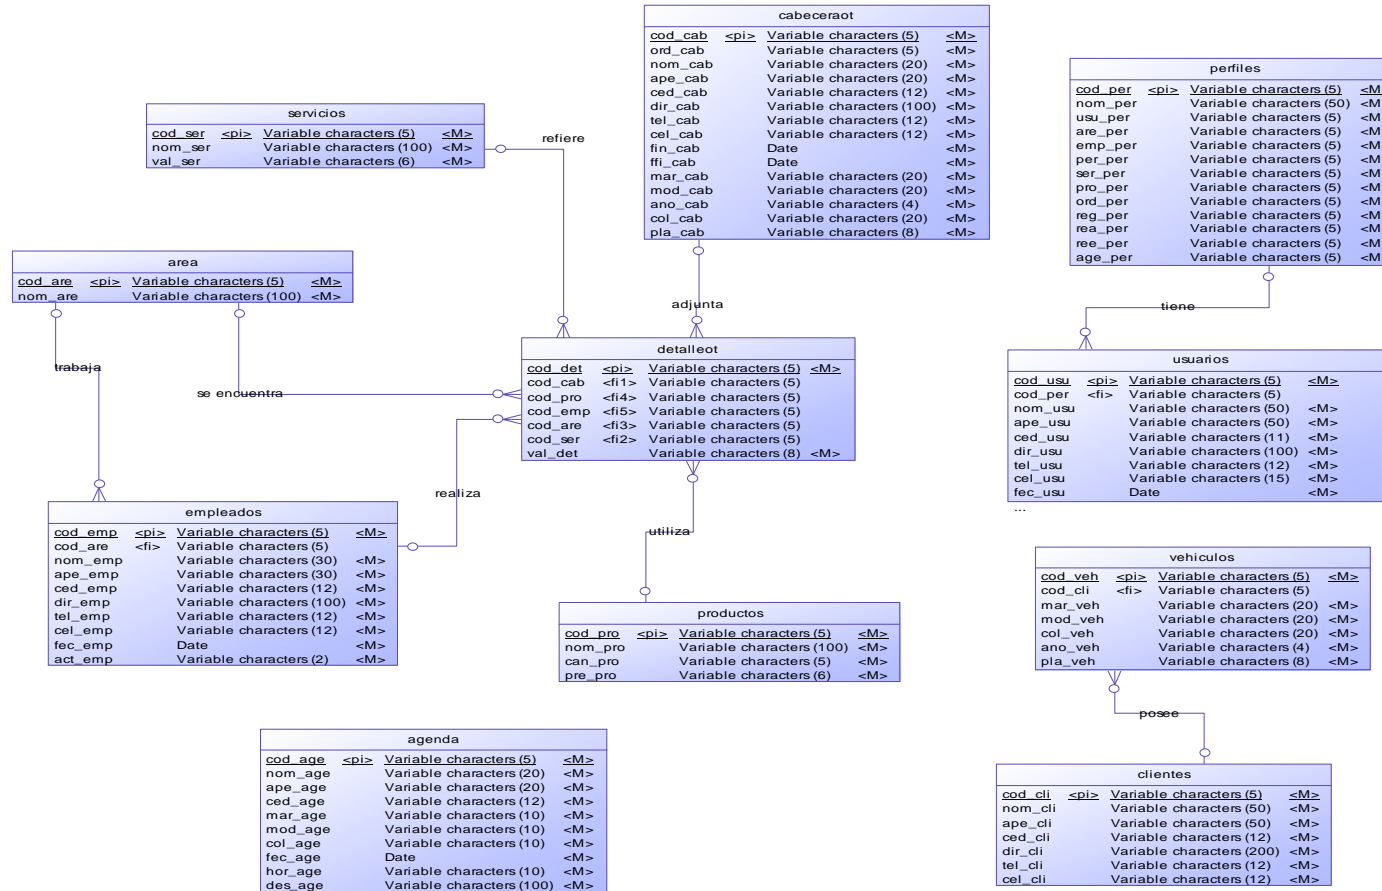 cabeceraot
cod_cab <pi> Variable characters (5) <M>
ord_cab Variable characters (5) <M>
nom_cab Variable characters (20) <M>
ape_cab Variable characters (20) <M>
ced_cab Variable characters (12) <M>
dir_cab Variable characters (100) <M>
tel_cab Variable characters (12) <M>
cel_cab Variable characters (12) <M>
fin_cab Date <M>
ffi_cab Date <M>
mar_cab Variable characters (20) <M>
mod_cab Variable characters (20) <M>
ano_cab Variable characters (4) <M>
col_cab Variable characters (20) <M>
pla_cab Variable characters (8) <M>
perfiles
cod_per <pi> Variable characters (5) <M
nom_per Variable characters (50) <M
usu_per Variable characters (5) <M
are_per Variable characters (5) <M
emp_per Variable characters (5) <M
per_per Variable characters (5) <M
ser_per Variable characters (5) <M
pro_per Variable characters (5) <M
ord_per Variable characters (5) <M
reg_per Variable characters (5) <M
rea_per Variable characters (5) <M
ree_per Variable characters (5) <M
age_per Variable characters (5) <M
servicios
cod_ser <pi> Variable characters (5) <M>
nom_ser Variable characters (100) <M>
val_ser Variable characters (6) <M>
refiere
area
cod_are <pi> Variable characters (5) <M>
nom_are Variable characters (100) <M>
adjunta
tiene
trabaja
se encuentra
detalleot
cod_det <pi> Variable characters (5) <M>
cod_cab <fi1> Variable characters (5)
cod_pro <fi4> Variable characters (5)
cod_emp <fi5> Variable characters (5)
cod_are <fi3> Variable characters (5)
cod_ser <fi2> Variable characters (5)
val_det Variable characters (8) <M>
usuarios
cod_usu <pi> Variable characters (5) <M>
cod_per <fi> Variable characters (5)
nom_usu Variable characters (50) <M>
ape_usu Variable characters (50) <M>
ced_usu Variable characters (11) <M>
dir_usu Variable characters (100) <M>
tel_usu Variable characters (12) <M>
cel_usu Variable characters (15) <M>
fec_usu Date <M>
...
realiza
utiliza
empleados
cod_emp <pi> Variable characters (5) <M>
cod_are <fi> Variable characters (5)
nom_emp Variable characters (30) <M>
ape_emp Variable characters (30) <M>
ced_emp Variable characters (12) <M>
dir_emp Variable characters (100) <M>
tel_emp Variable characters (12) <M>
cel_emp Variable characters (12) <M>
fec_emp Date <M>
act_emp Variable characters (2) <M>
vehiculos
cod_veh <pi> Variable characters (5) <M>
cod_cli <fi> Variable characters (5)
mar_veh Variable characters (20) <M>
mod_veh Variable characters (20) <M>
col_veh Variable characters (20) <M>
ano_veh Variable characters (4) <M>
pla_veh Variable characters (8) <M>
productos
cod_pro <pi> Variable characters (5) <M>
nom_pro Variable characters (100) <M>
can_pro Variable characters (5) <M>
pre_pro Variable characters (6) <M>
posee
agenda
cod_age <pi> Variable characters (5) <M>
nom_age Variable characters (20) <M>
ape_age Variable characters (20) <M>
ced_age Variable characters (12) <M>
mar_age Variable characters (10) <M>
mod_age Variable characters (10) <M>
col_age Variable characters (10) <M>
fec_age Date <M>
hor_age Variable characters (10) <M>
des_age Variable characters (100) <M>
clientes
cod_cli <pi> Variable characters (5) <M>
nom_cli Variable characters (50) <M>
ape_cli Variable characters (50) <M>
ced_cli Variable characters (12) <M>
dir_cli Variable characters (200) <M>
tel_cli Variable characters (12) <M>
cel_cli Variable characters (12) <M>